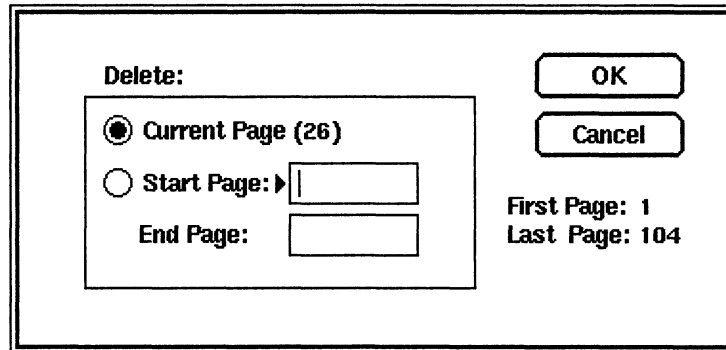 Delete:
Current Page (26)
Start Page:
End Page:
OK
Cancel
First Page: 1
Last Page: 104